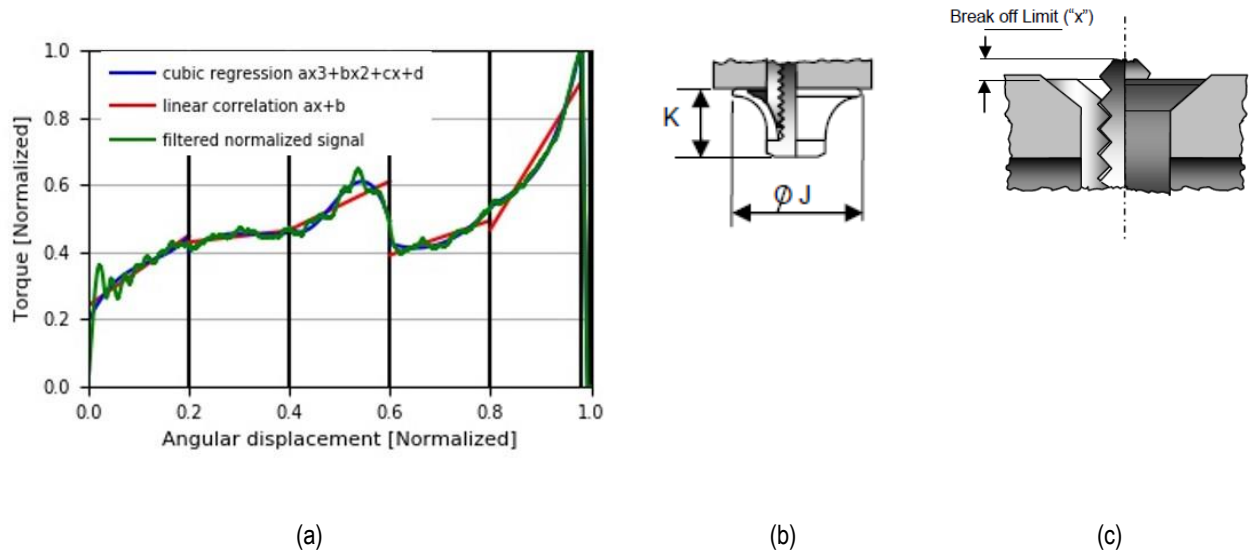 1.0
0.8
0.6
0.4
0.2
0.0
Torque [Normalized]
cubic regression ax3+bx2+cx+d
linear correlation ax+b
filtered normalized signal
0.0 0.2 0.4 0.6 0.8 1.0
Angular displacement [Normalized]
K
Ø J
Break off Limit (“x”)
(a) (b) (c)